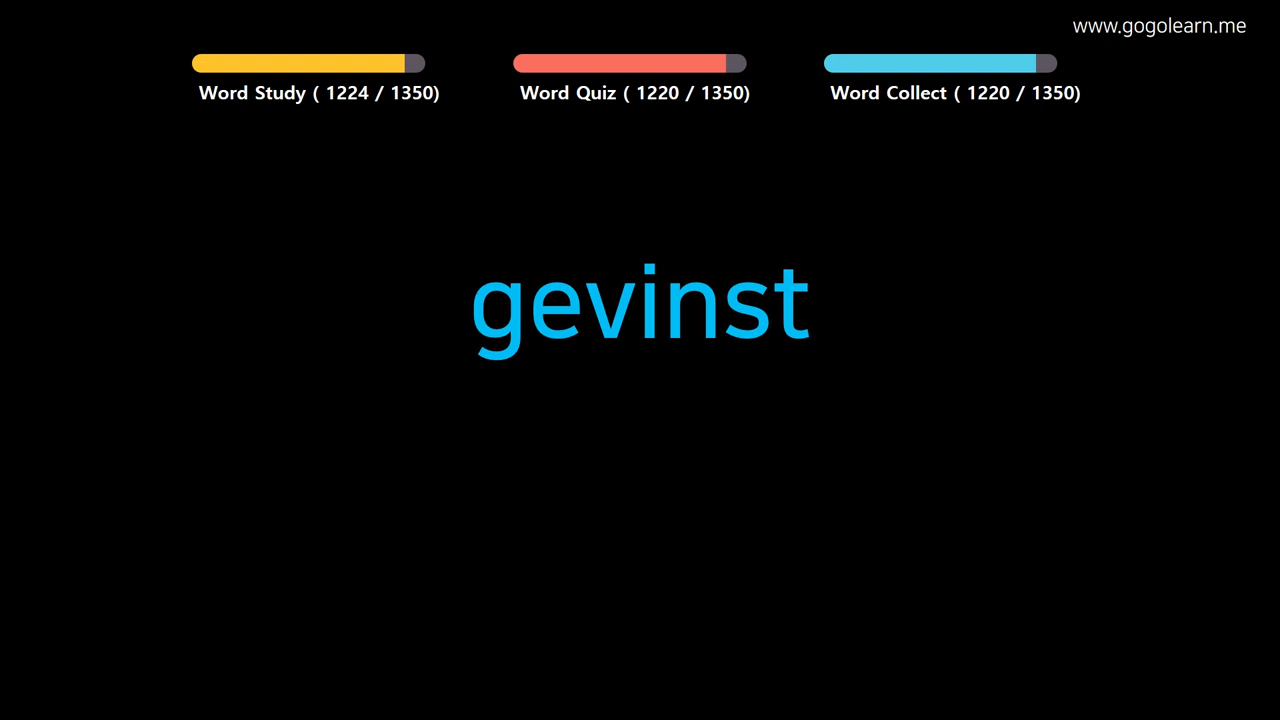 www.gogolearn.me
Word Study ( 1224 / 1350)
Word Quiz ( 1220 / 1350)
Word Collect ( 1220 / 1350)
gevinst